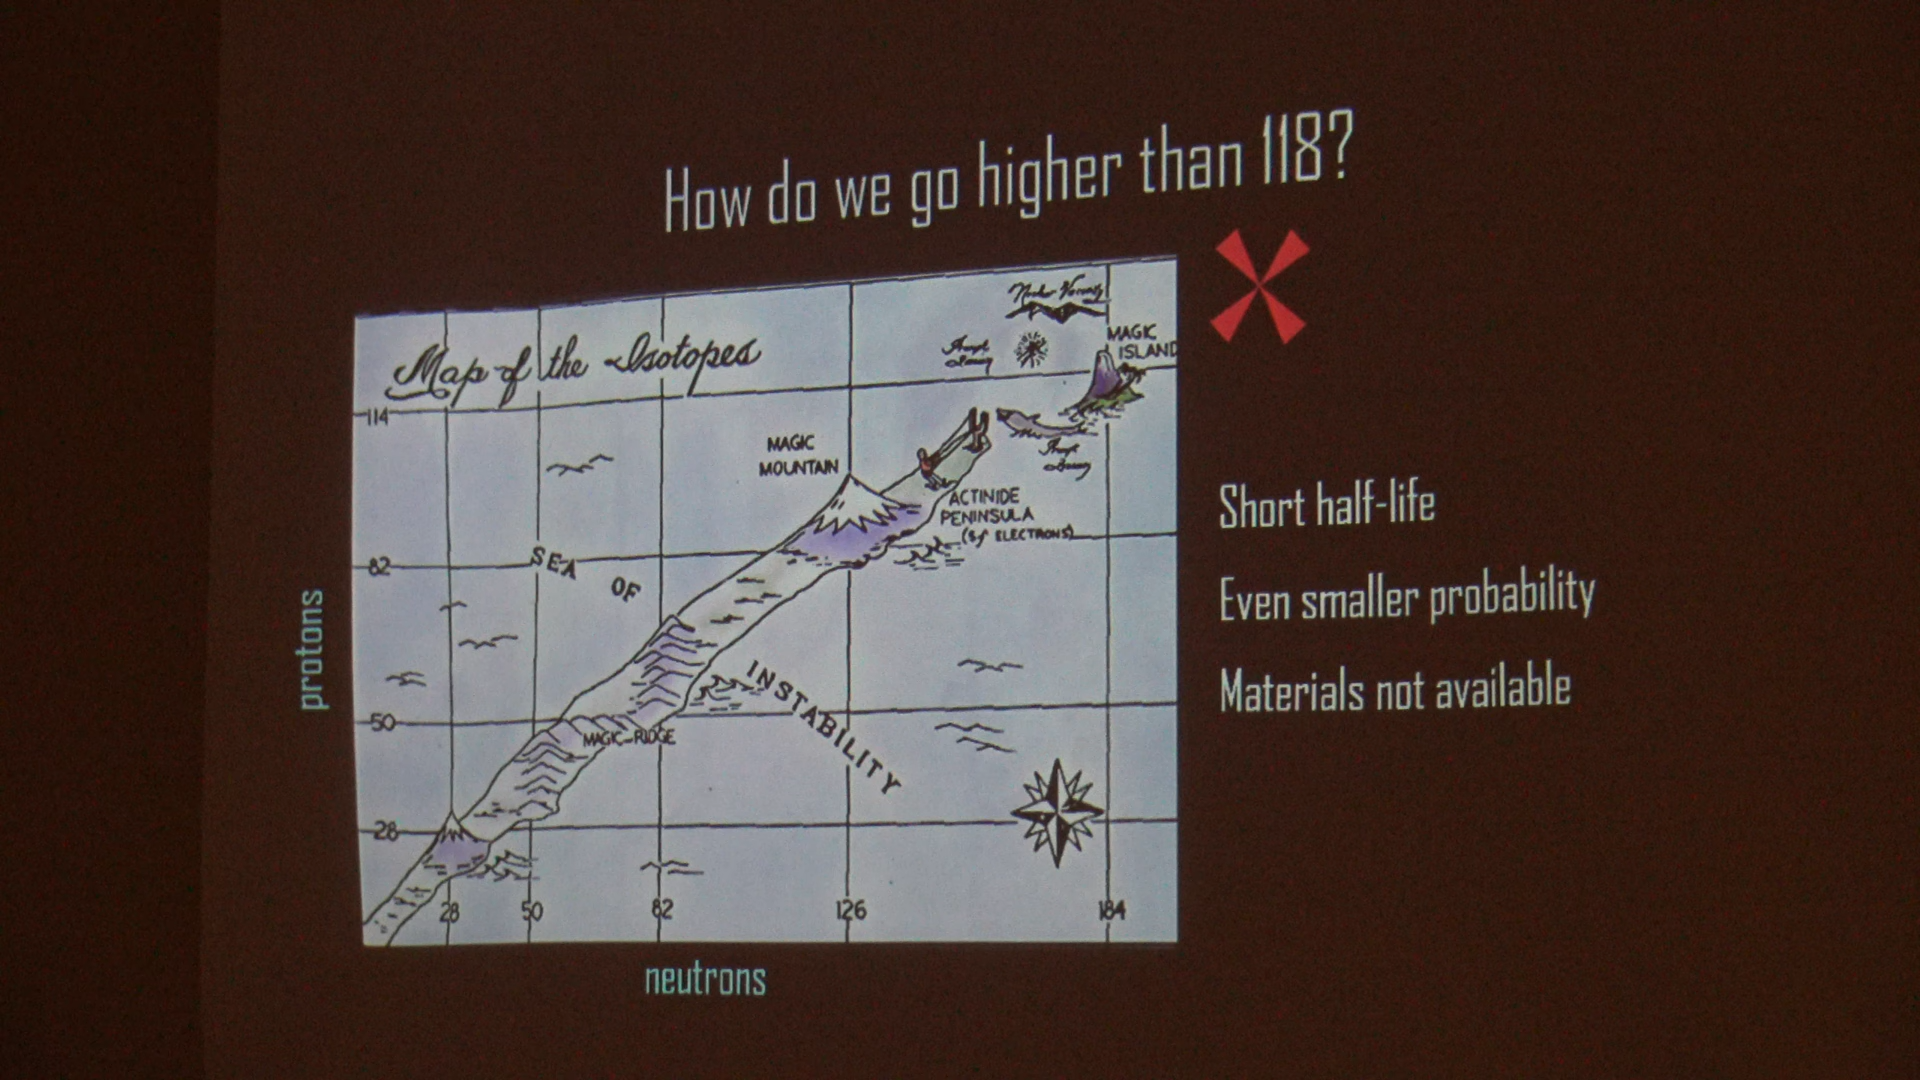 How do we go higher than 118?
Map of the Isotopes
MAGIC
ISLAND
114
MAGIC
MOUNTAIN
ACTINIDE
PENINSULA
(5f ELECTRONS)
82
SEA OF
INSTABILITY
50
MAGIC-RIDGE
28
28 50 82 126 184
protons
neutrons
Short half-life
Even smaller probability
Materials not available